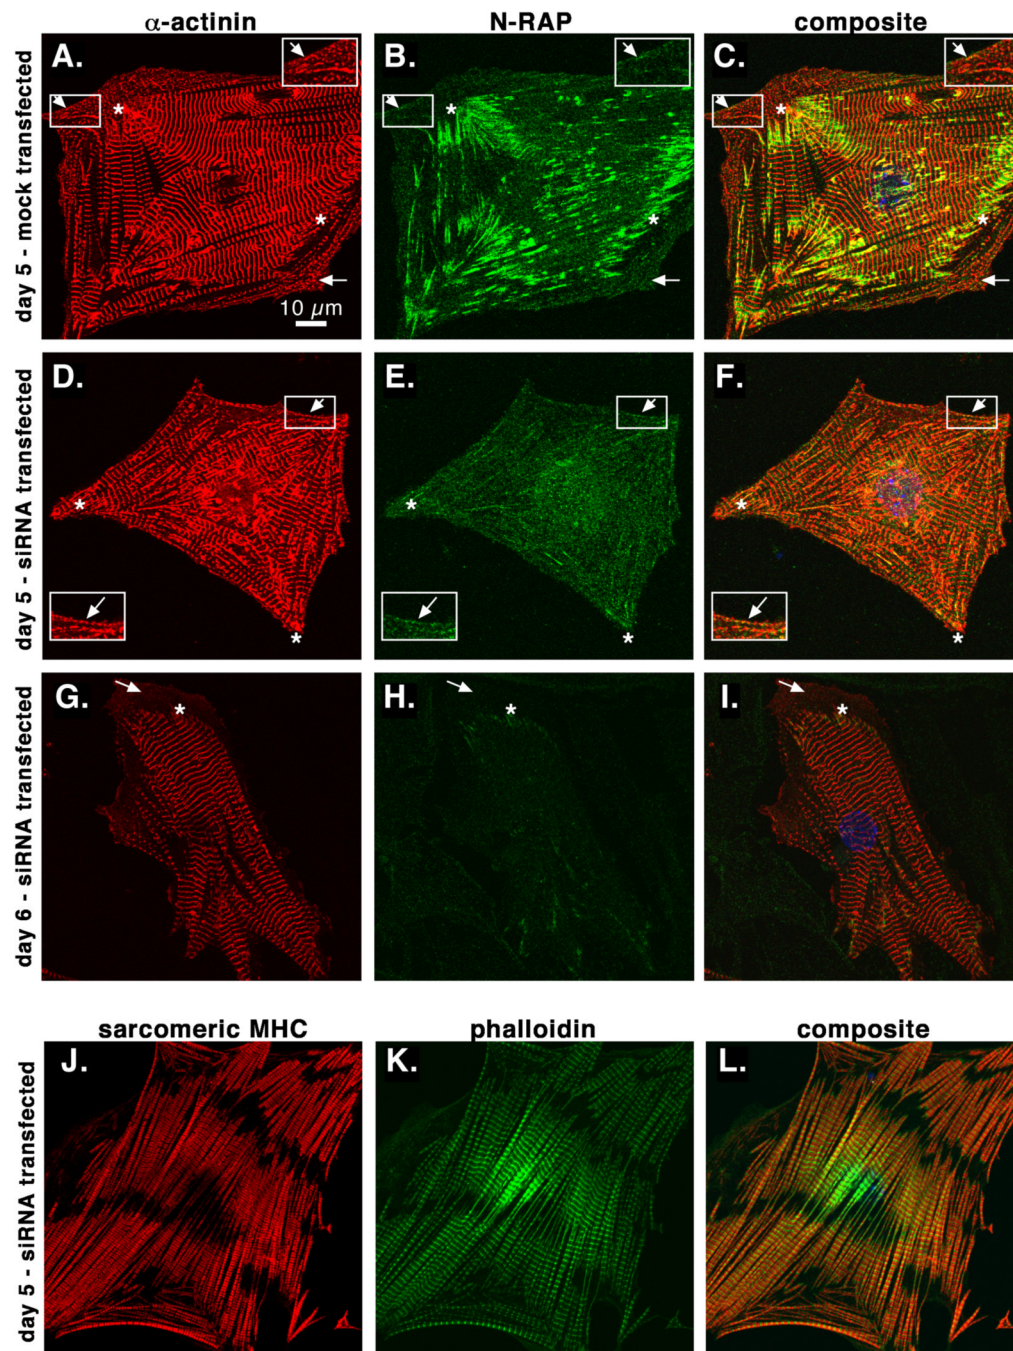 α-actinin N-RAP composite
day 5 - mock transfected
A. B. C.
* * *
* * *
10 μm
day 5 - siRNA transfected
D. E. F.
* * *
* * *
day 6 - siRNA transfected
G. H. I.
* * *
sarcomeric MHC phalloidin composite
day 5 - siRNA transfected
J. K. L.